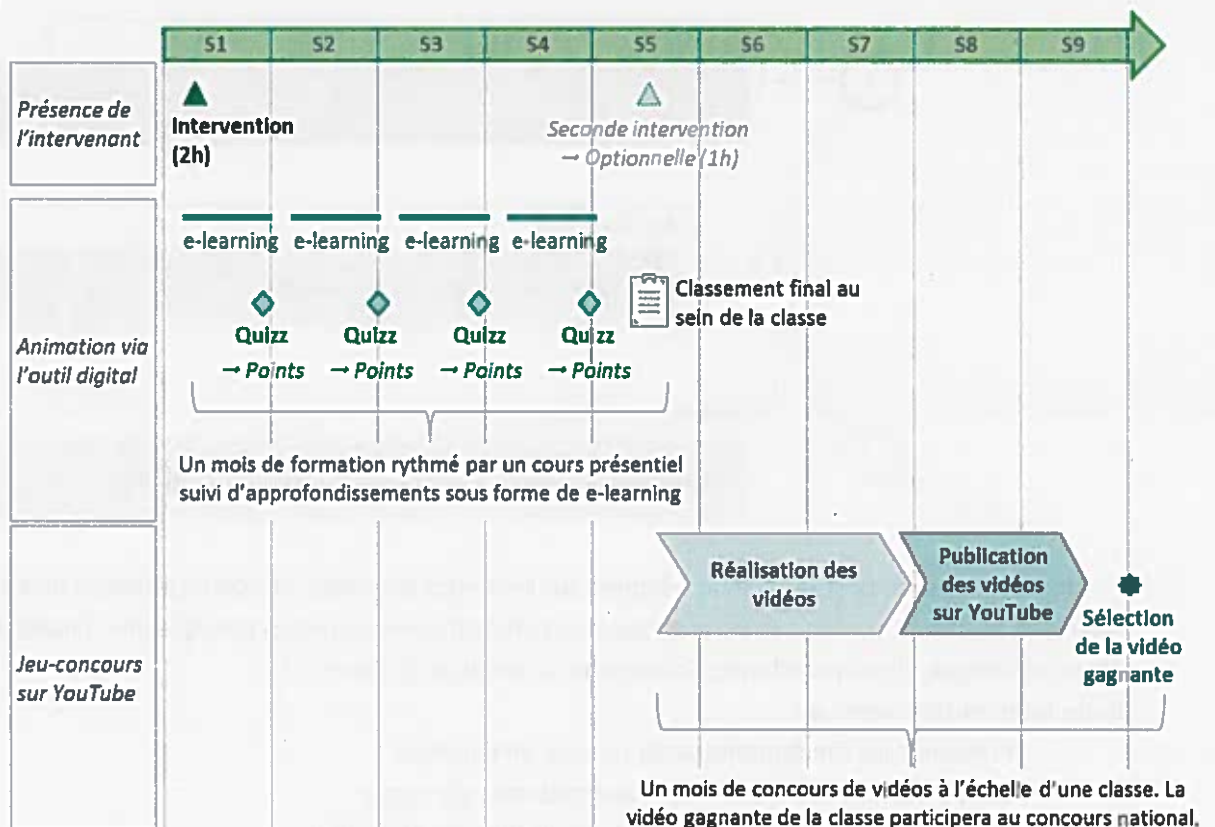 S1 S2 S3 S4 S5 S6 S7 S8 S9
Présence de
l'intervenant
Intervention
(2h)
Seconde intervention
→ Optionnelle (1h)
Animation via
l'outil digital
e-learning e-learning e-learning e-learning
Quizz Quizz Quizz Quizz
→ Points → Points → Points → Points
Classement final au
sein de la classe
Un mois de formation rythmé par un cours présentiel
suivi d'approfondissements sous forme de e-learning
Jeu-concours
sur YouTube
Réalisation des
vidéos
Publication
des vidéos
sur YouTube
Sélection
de la vidéo
gagnante
Un mois de concours de vidéos à l'échelle d'une classe. La
vidéo gagnante de la classe participera au concours national.